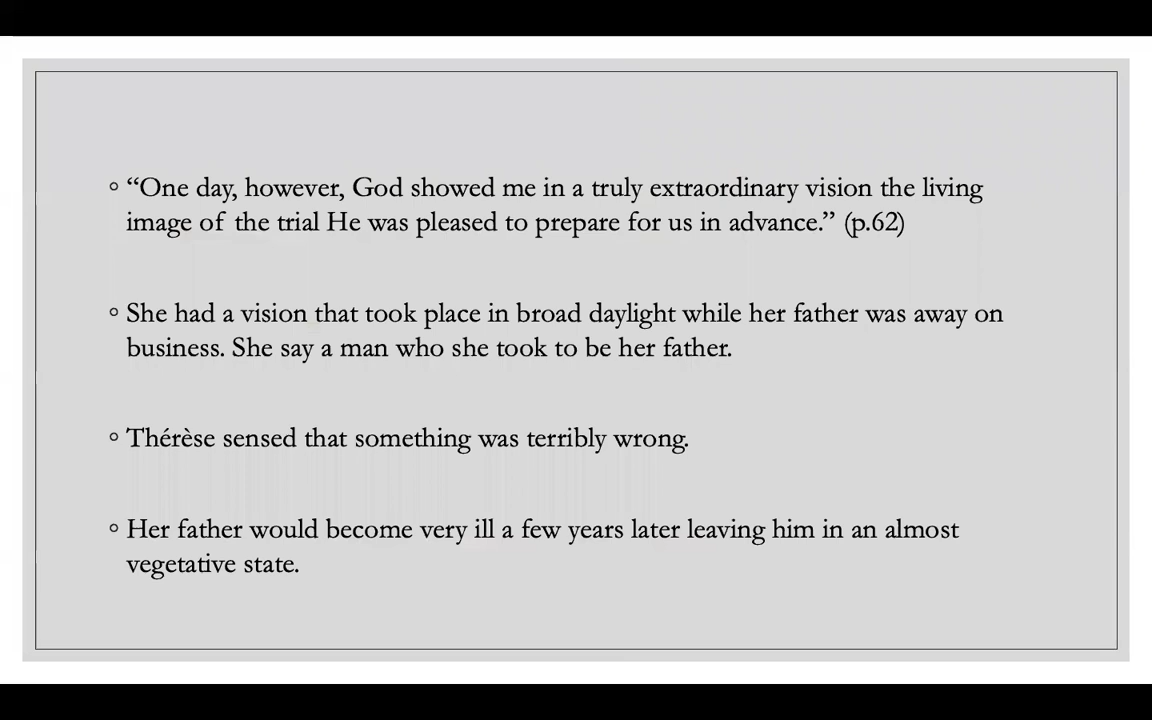 ◦ “One day, however, God showed me in a truly extraordinary vision the living
image of the trial He was pleased to prepare for us in advance.” (p.62)
◦ She had a vision that took place in broad daylight while her father was away on
business. She say a man who she took to be her father.
◦ Thérèse sensed that something was terribly wrong.
◦ Her father would become very ill a few years later leaving him in an almost
vegetative state.